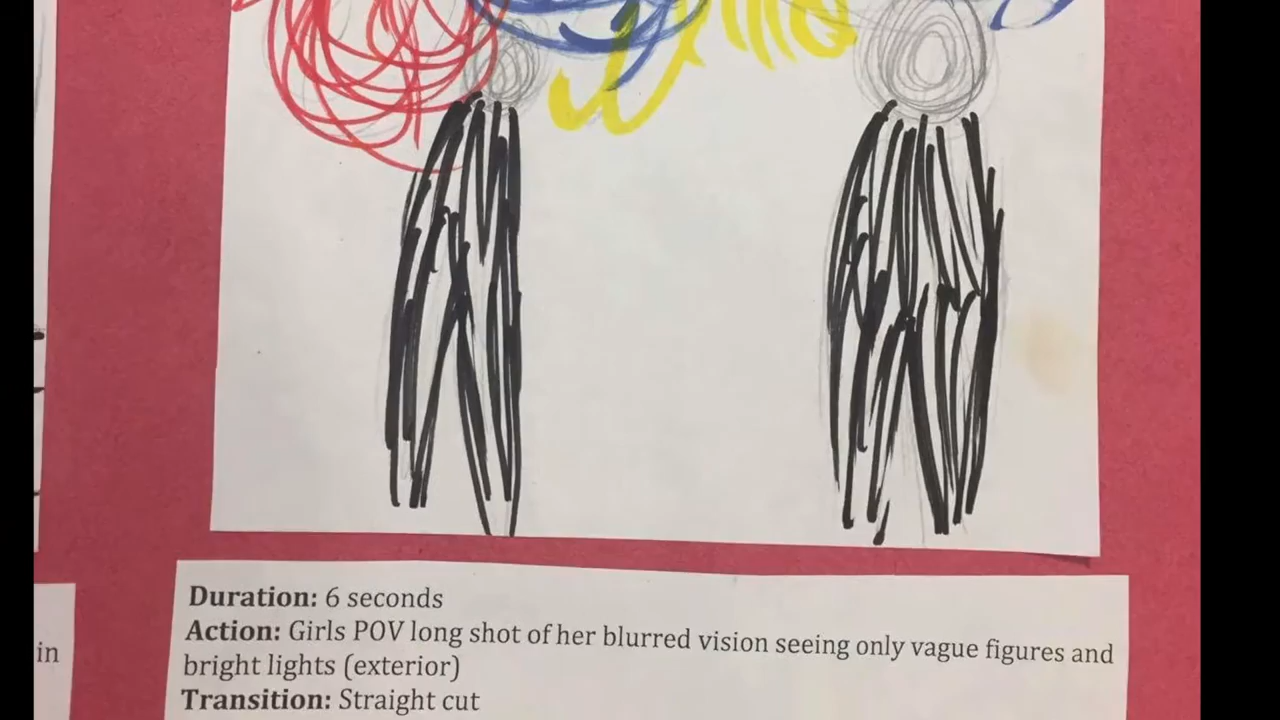 Duration: 6 seconds
Action: Girls POV long shot of her blurred vision seeing only vague figures and
bright lights (exterior)
Transition: Straight cut
in